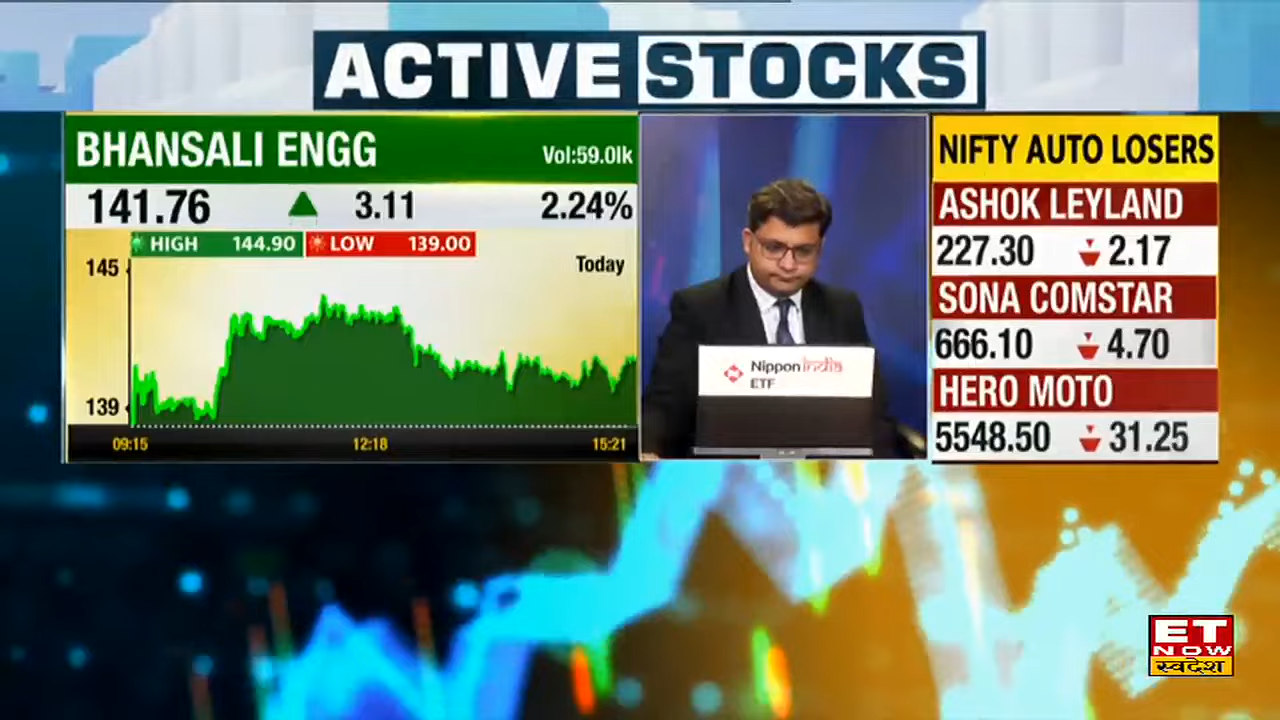 ACTIVE STOCKS
BHANSALI ENGG
Vol:59.01k
141.76 ▲ 3.11 2.24%
HIGH 144.90 LOW 139.00
Today
145
139
09:15 12:18 15:21
Nippon india
ETF
NIFTY AUTO LOSERS
ASHOK LEYLAND
227.30 2.17
SONA COMSTAR
666.10 4.70
HERO MOTO
5548.50 31.25
ET
NOW
स्वदेश